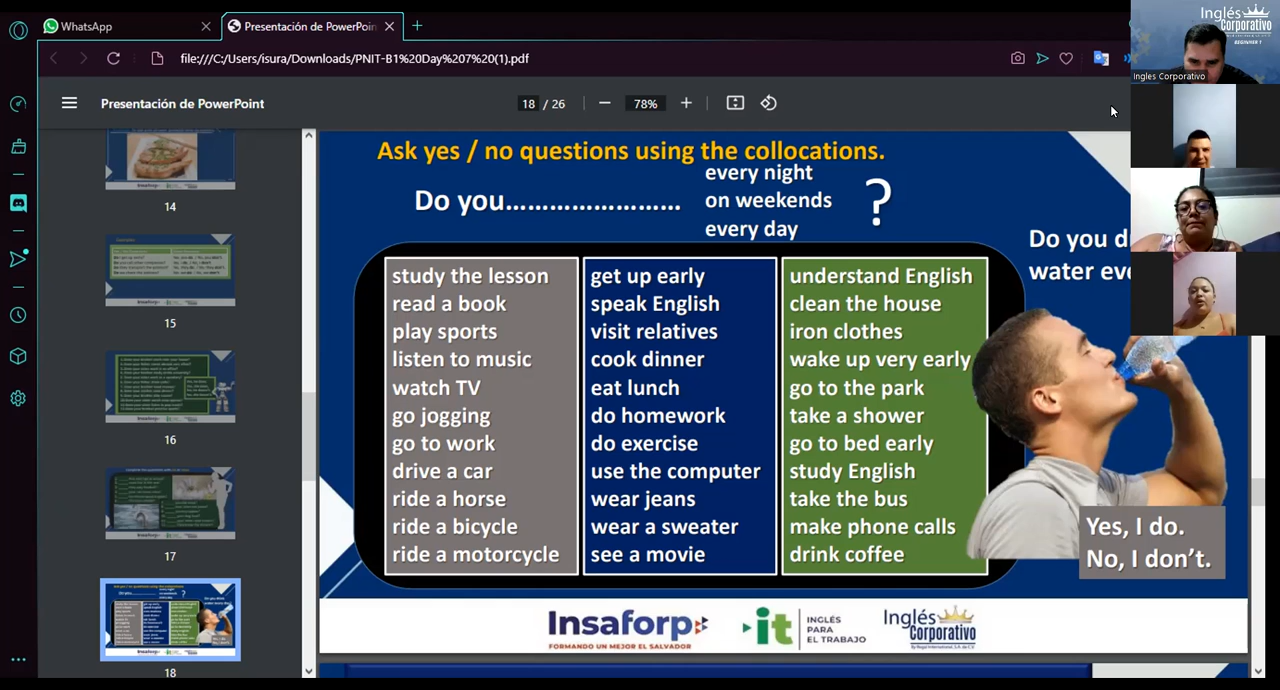 WhatsApp
Presentación de PowerPoin
file:///C:/Users/isura/Downloads/PNIT-B1%20Day%207%20(1).pdf
Presentación de PowerPoint
18 / 26
78%
14
15
16
17
18
Ask yes / no questions using the collocations.
Do you........................
every night
on weekends
every day
?
study the lesson
read a book
play sports
listen to music
watch TV
go jogging
go to work
drive a car
ride a horse
ride a bicycle
ride a motorcycle
get up early
speak English
visit relatives
cook dinner
eat lunch
do homework
do exercise
use the computer
wear jeans
wear a sweater
see a movie
understand English
clean the house
iron clothes
wake up very early
go to the park
take a shower
go to bed early
study English
take the bus
make phone calls
drink coffee
Do you d
water ev
Yes, I do.
No, I don't.
Insaforp
FORMANDO UN MEJOR EL SALVADOR
it
INGLÉS
PARA
EL TRABAJO
Inglés
Corporativo
Inglés
Corporativo
BEGINNER 1
Ingles Corporativo